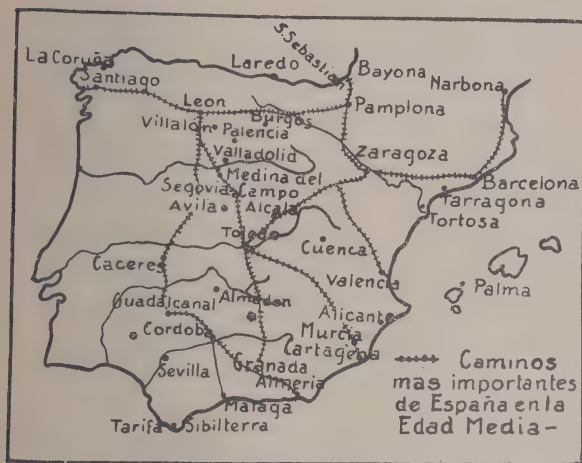 La Coruña
Santiago
Laredo
S. Sebastian
Bayona
Narbona
Leon
Burgos
Pamplona
Villalón
Palencia
Valladolid
Zaragoza
Medina del
Campo
Segovia
Avila
Alcala
Barcelona
Tarragona
Tortosa
Toledo
Cuenca
Caceres
Valencia
Palma
Guadalcanal
Almaden
Alicante
Cordoba
Murcia
Cartagena
Sevilla
Granada
Almeria
Malaga
Tarifa
Sibilterra
Caminos
mas importantes
de España en la
Edad Media-